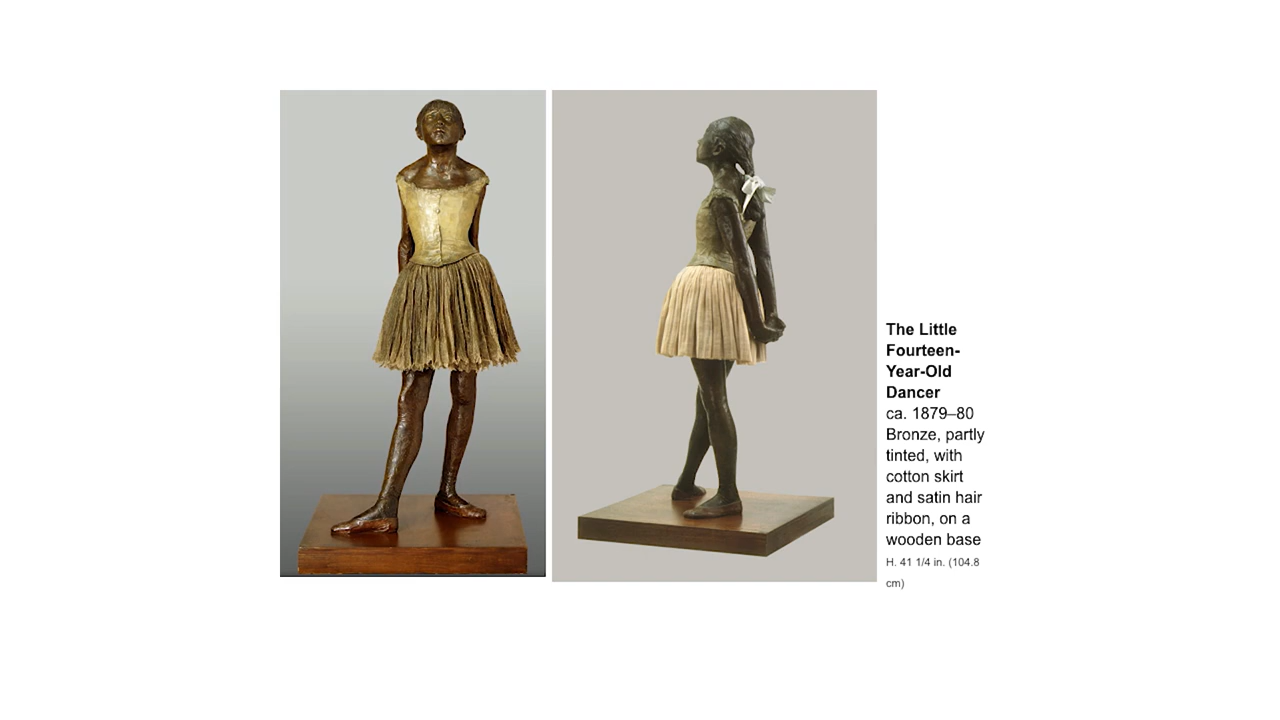 The Little
Fourteen-
Year-Old
Dancer
ca. 1879–80
Bronze, partly
tinted, with
cotton skirt
and satin hair
ribbon, on a
wooden base
H. 41 1/4 in. (104.8
cm)